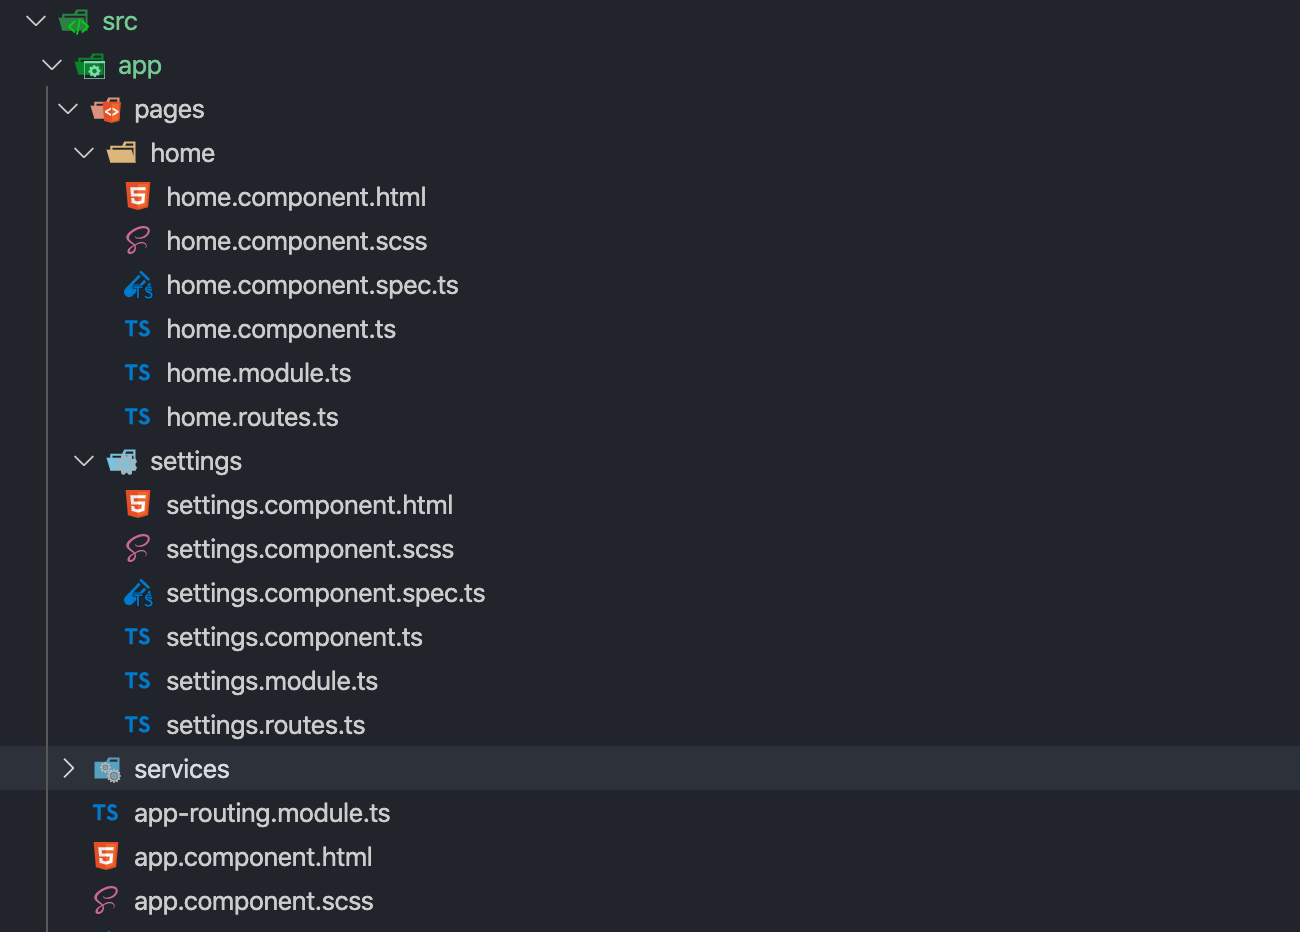 src
app
pages
home
home.component.html
home.component.scss
home.component.spec.ts
TS home.component.ts
TS home.module.ts
TS home.routes.ts
settings
settings.component.html
settings.component.scss
settings.component.spec.ts
TS settings.component.ts
TS settings.module.ts
TS settings.routes.ts
services
TS app-routing.module.ts
app.component.html
app.component.scss